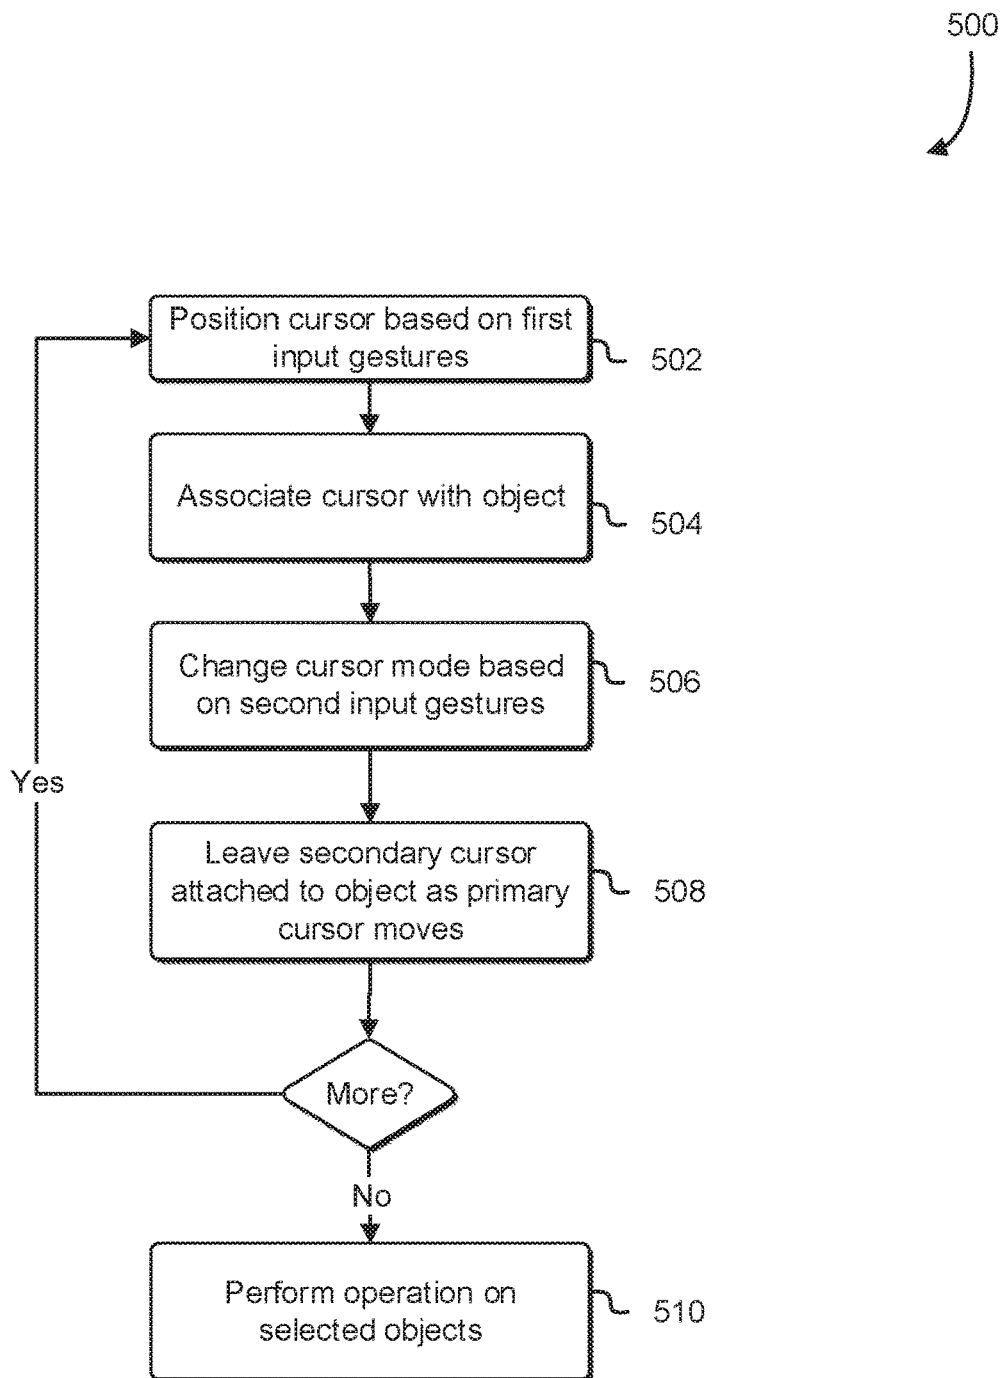 500
Position cursor based on first
input gestures
502
Associate cursor with object
504
Change cursor mode based
on second input gestures
506
Yes
Leave secondary cursor
attached to object as primary
cursor moves
508
More?
No
Perform operation on
selected objects
510